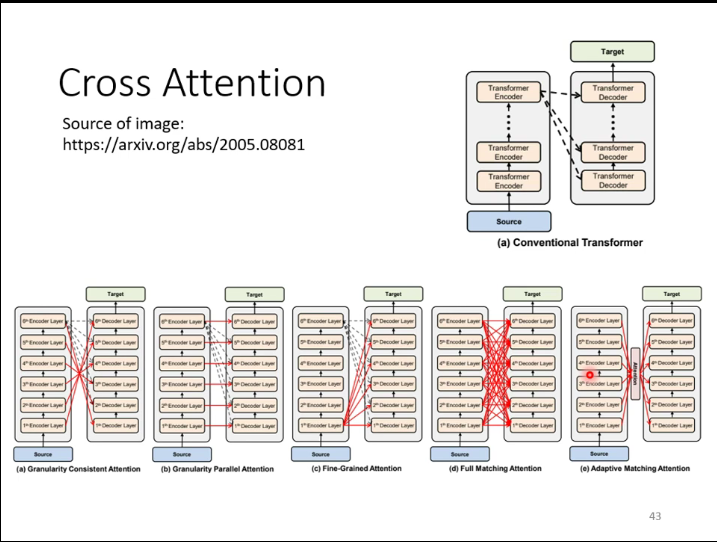 Cross Attention
Source of image:
https://arxiv.org/abs/2005.08081
Target
Transformer
Encoder
Transformer
Decoder
Transformer
Encoder
Transformer
Decoder
Transformer
Encoder
Transformer
Decoder
Source
(a) Conventional Transformer
Target
6th Encoder Layer
6th Decoder Layer
5th Encoder Layer
5th Decoder Layer
4th Encoder Layer
4th Decoder Layer
3rd Encoder Layer
3rd Decoder Layer
2nd Encoder Layer
2nd Decoder Layer
1st Encoder Layer
1st Decoder Layer
Source
(a) Granularity Consistent Attention
Target
6th Encoder Layer
6th Decoder Layer
5th Encoder Layer
5th Decoder Layer
4th Encoder Layer
4th Decoder Layer
3rd Encoder Layer
3rd Decoder Layer
2nd Encoder Layer
2nd Decoder Layer
1st Encoder Layer
1st Decoder Layer
Source
(b) Granularity Parallel Attention
Target
6th Encoder Layer
6th Decoder Layer
5th Encoder Layer
5th Decoder Layer
4th Encoder Layer
4th Decoder Layer
3rd Encoder Layer
3rd Decoder Layer
2nd Encoder Layer
2nd Decoder Layer
1st Encoder Layer
1st Decoder Layer
Source
(c) Fine-Grained Attention
Target
6th Encoder Layer
6th Decoder Layer
5th Encoder Layer
5th Decoder Layer
4th Encoder Layer
4th Decoder Layer
3rd Encoder Layer
3rd Decoder Layer
2nd Encoder Layer
2nd Decoder Layer
1st Encoder Layer
1st Decoder Layer
Source
(d) Full Matching Attention
Target
6th Encoder Layer
6th Decoder Layer
5th Encoder Layer
5th Decoder Layer
4th Encoder Layer
4th Decoder Layer
3rd Encoder Layer
3rd Decoder Layer
2nd Encoder Layer
2nd Decoder Layer
1st Encoder Layer
1st Decoder Layer
Attention
Source
(e) Adaptive Matching Attention
43